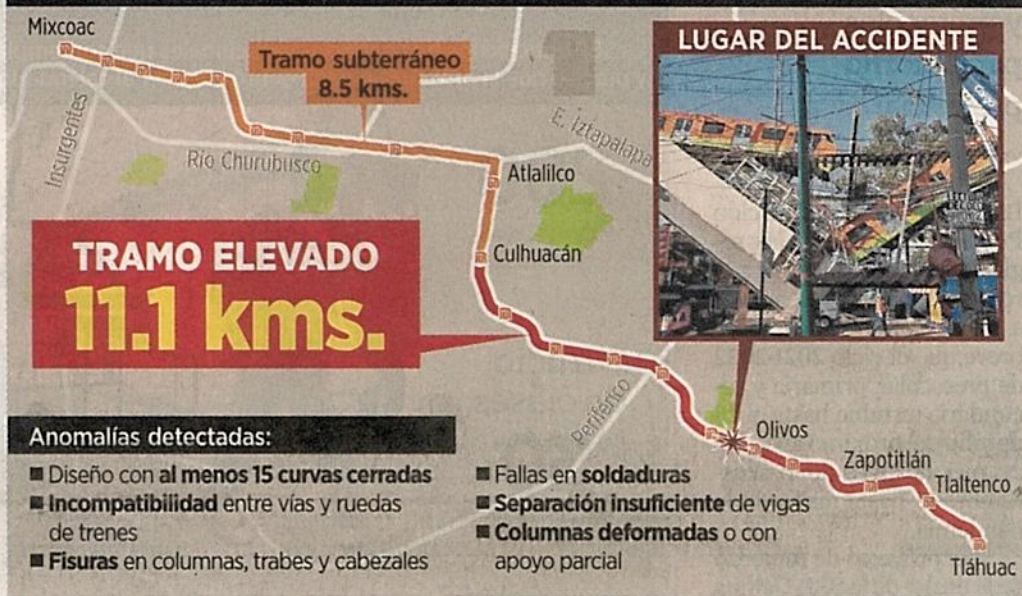 Mixcoac
Tramo subterráneo
8.5 kms.
LUGAR DEL ACCIDENTE
Insurgentes
Río Churubusco
E. Iztapalapa
Atlalilco
Culhuacán
TRAMO ELEVADO
11.1 kms.
Periférico
Olivos
Zapotitlán
Tlaltenco
Tláhuac
Anomalías detectadas:
■ Diseño con al menos 15 curvas cerradas
■ Incompatibilidad entre vías y ruedas
de trenes
■ Fisuras en columnas, trabes y cabezales
■ Fallas en soldaduras
■ Separación insuficiente de vigas
■ Columnas deformadas o con
apoyo parcial